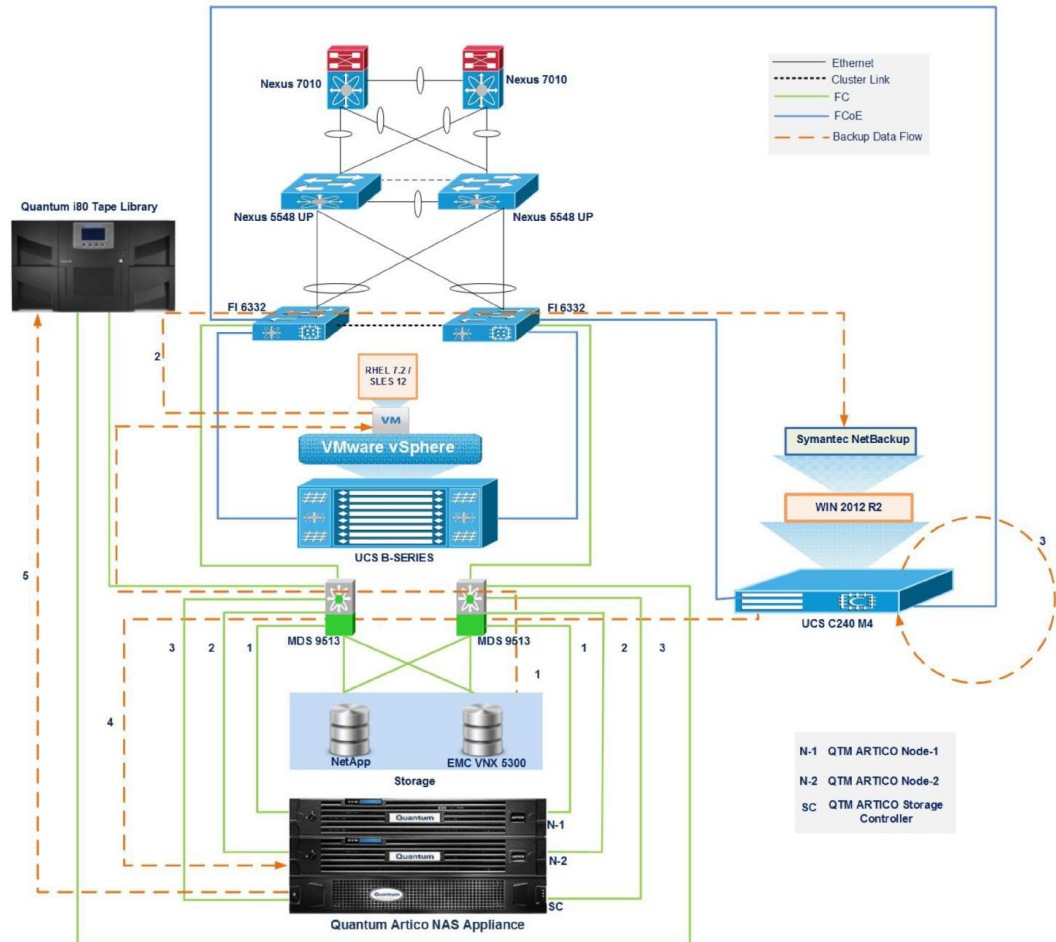 Nexus 7010
Nexus 7010
Ethernet
Cluster Link
FC
FCoE
Backup Data Flow
Quantum i80 Tape Library
Nexus 5548 UP
Nexus 5548 UP
FI 6332
FI 6332
2
RHEL 7.2 /
SLES 12
VM
VMware vSphere
Symantec NetBackup
WIN 2012 R2
3
UCS B-SERIES
5
UCS C240 M4
MDS 9513
MDS 9513
3
2
1
1
1
2
3
4
NetApp
EMC VNX 5300
Storage
N-1 QTM ARTICO Node-1
N-2 QTM ARTICO Node-2
SC QTM ARTICO Storage
Controller
Quantum
N-1
Quantum
N-2
Quantum
SC
Quantum Artico NAS Appliance